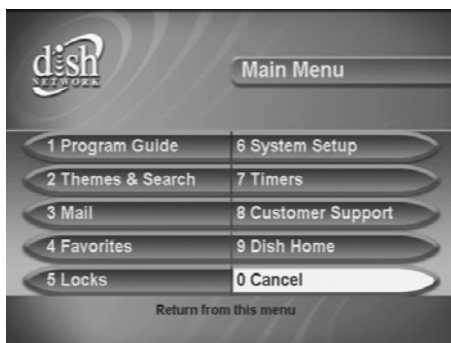 dish
NETWORK
Main Menu
1 Program Guide
2 Themes & Search
3 Mail
4 Favorites
5 Locks
6 System Setup
7 Timers
8 Customer Support
9 Dish Home
0 Cancel
Return from this menu